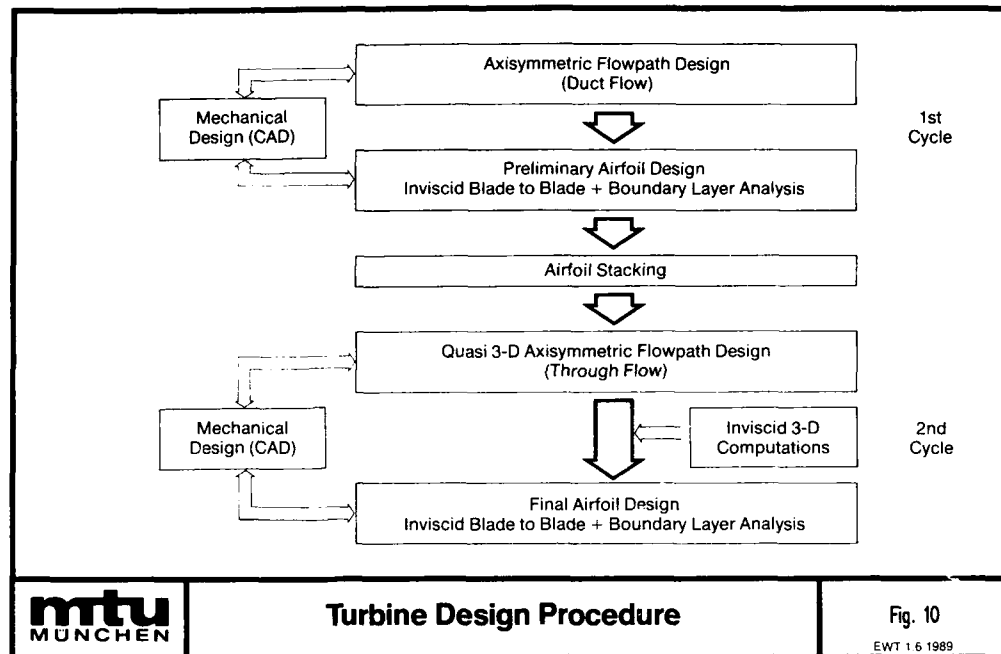 Axisymmetric Flowpath Design
(Duct Flow)
Mechanical
Design (CAD)
1st
Cycle
Preliminary Airfoil Design
Inviscid Blade to Blade + Boundary Layer Analysis
Airfoil Stacking
Quasi 3-D Axisymmetric Flowpath Design
(Through Flow)
Mechanical
Design (CAD)
Inviscid 3-D
Computations
2nd
Cycle
Final Airfoil Design
Inviscid Blade to Blade + Boundary Layer Analysis
mtu
MÜNCHEN
Turbine Design Procedure
Fig. 10
EWT 1.6 1989